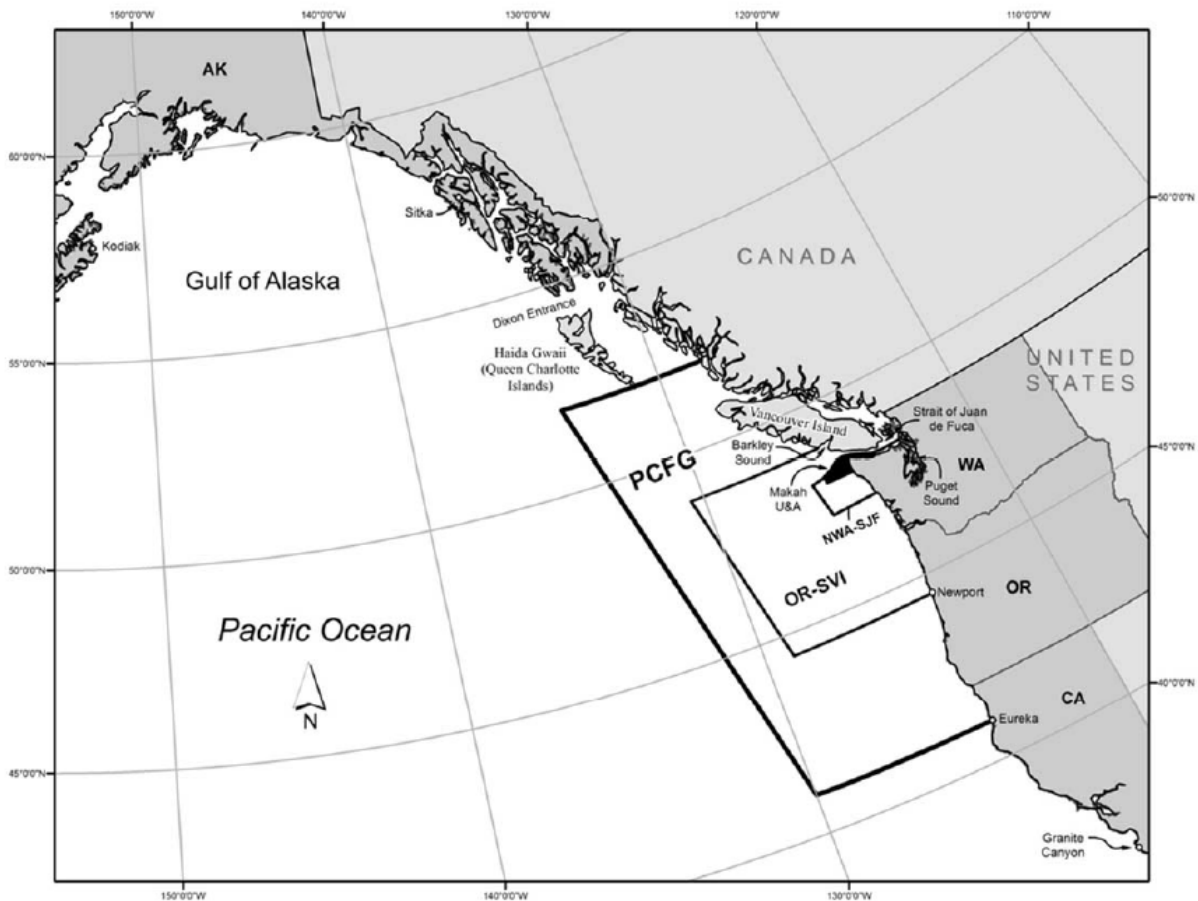 150°0'0"W
140°0'0"W
130°0'0"W
120°0'0"W
110°0'0"W
AK
60°0'0"N
50°0'0"N
Sitka
Kodiak
CANADA
Gulf of Alaska
Dixon Entrance
Haida Gwaii
(Queen Charlotte
Islands)
55°0'0"N
UNITED
STATES
Vancouver Island
Strait of Juan
de Fuca
Barkley
Sound
45°0'0"N
PCFG
WA
Makah
U&A
Puget
Sound
NWA-SJF
50°0'0"N
OR-SVI
Newport
OR
Pacific Ocean
N
40°0'0"N
CA
Eureka
45°0'0"N
Granite
Canyon
150°0'0"W
140°0'0"W
130°0'0"W